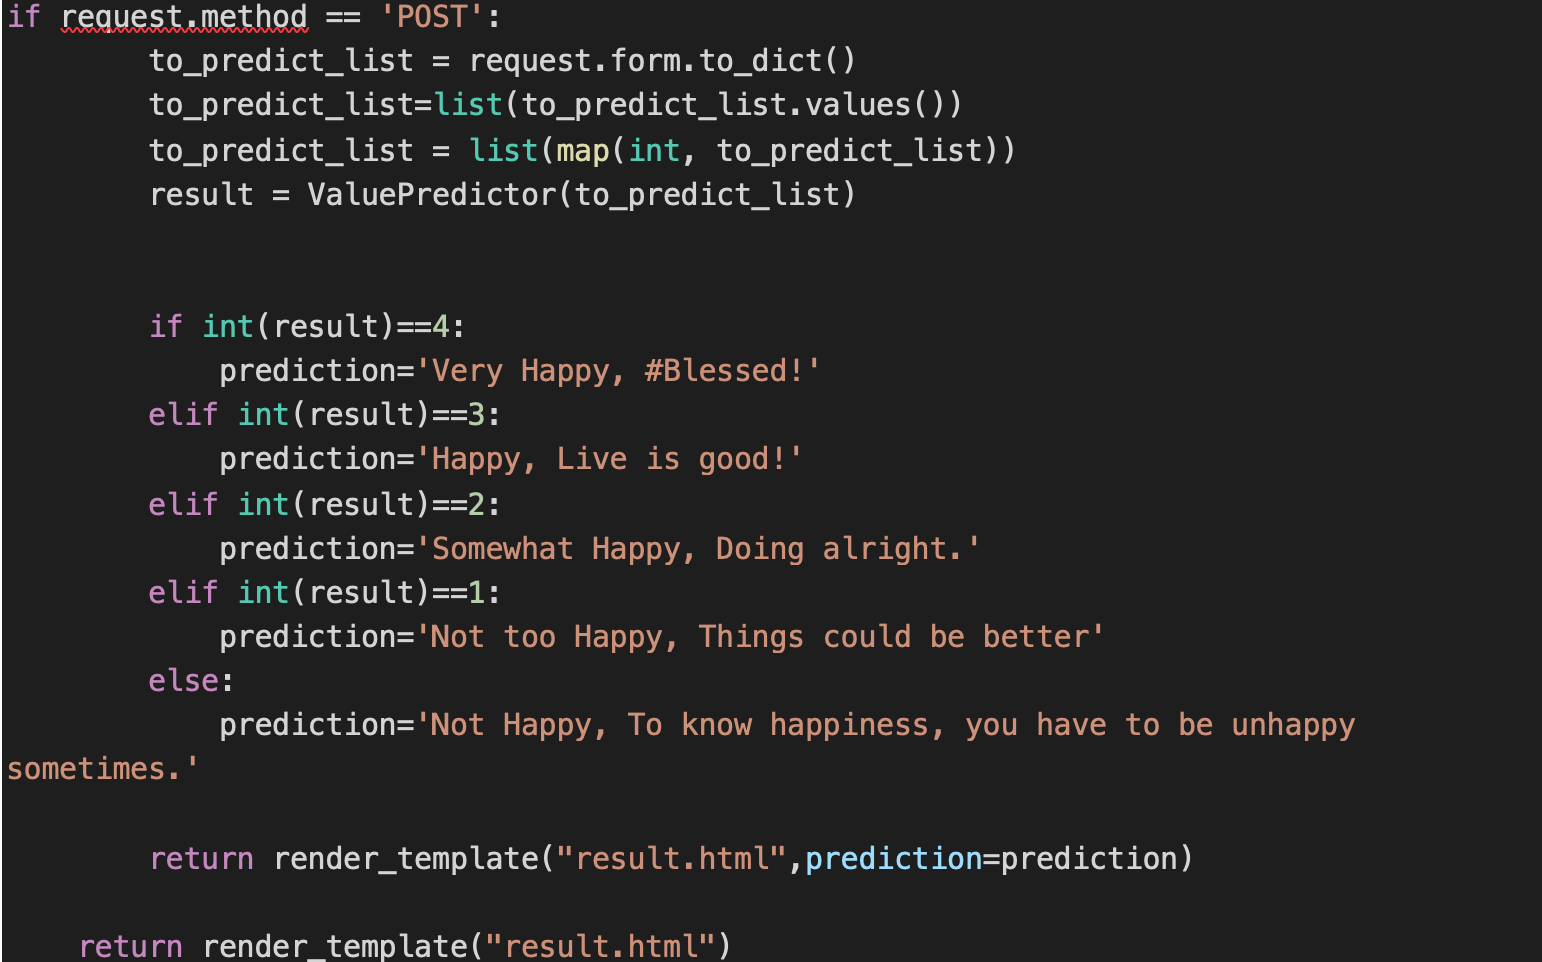 if request.method == 'POST':
        to_predict_list = request.form.to_dict()
        to_predict_list=list(to_predict_list.values())
        to_predict_list = list(map(int, to_predict_list))
        result = ValuePredictor(to_predict_list)
        if int(result)==4:
            prediction='Very Happy, #Blessed!'
        elif int(result)==3:
            prediction='Happy, Live is good!'
        elif int(result)==2:
            prediction='Somewhat Happy, Doing alright.'
        elif int(result)==1:
            prediction='Not too Happy, Things could be better'
        else:
            prediction='Not Happy, To know happiness, you have to be unhappy
sometimes.'
        return render_template("result.html",prediction=prediction)
    return render_template("result.html")